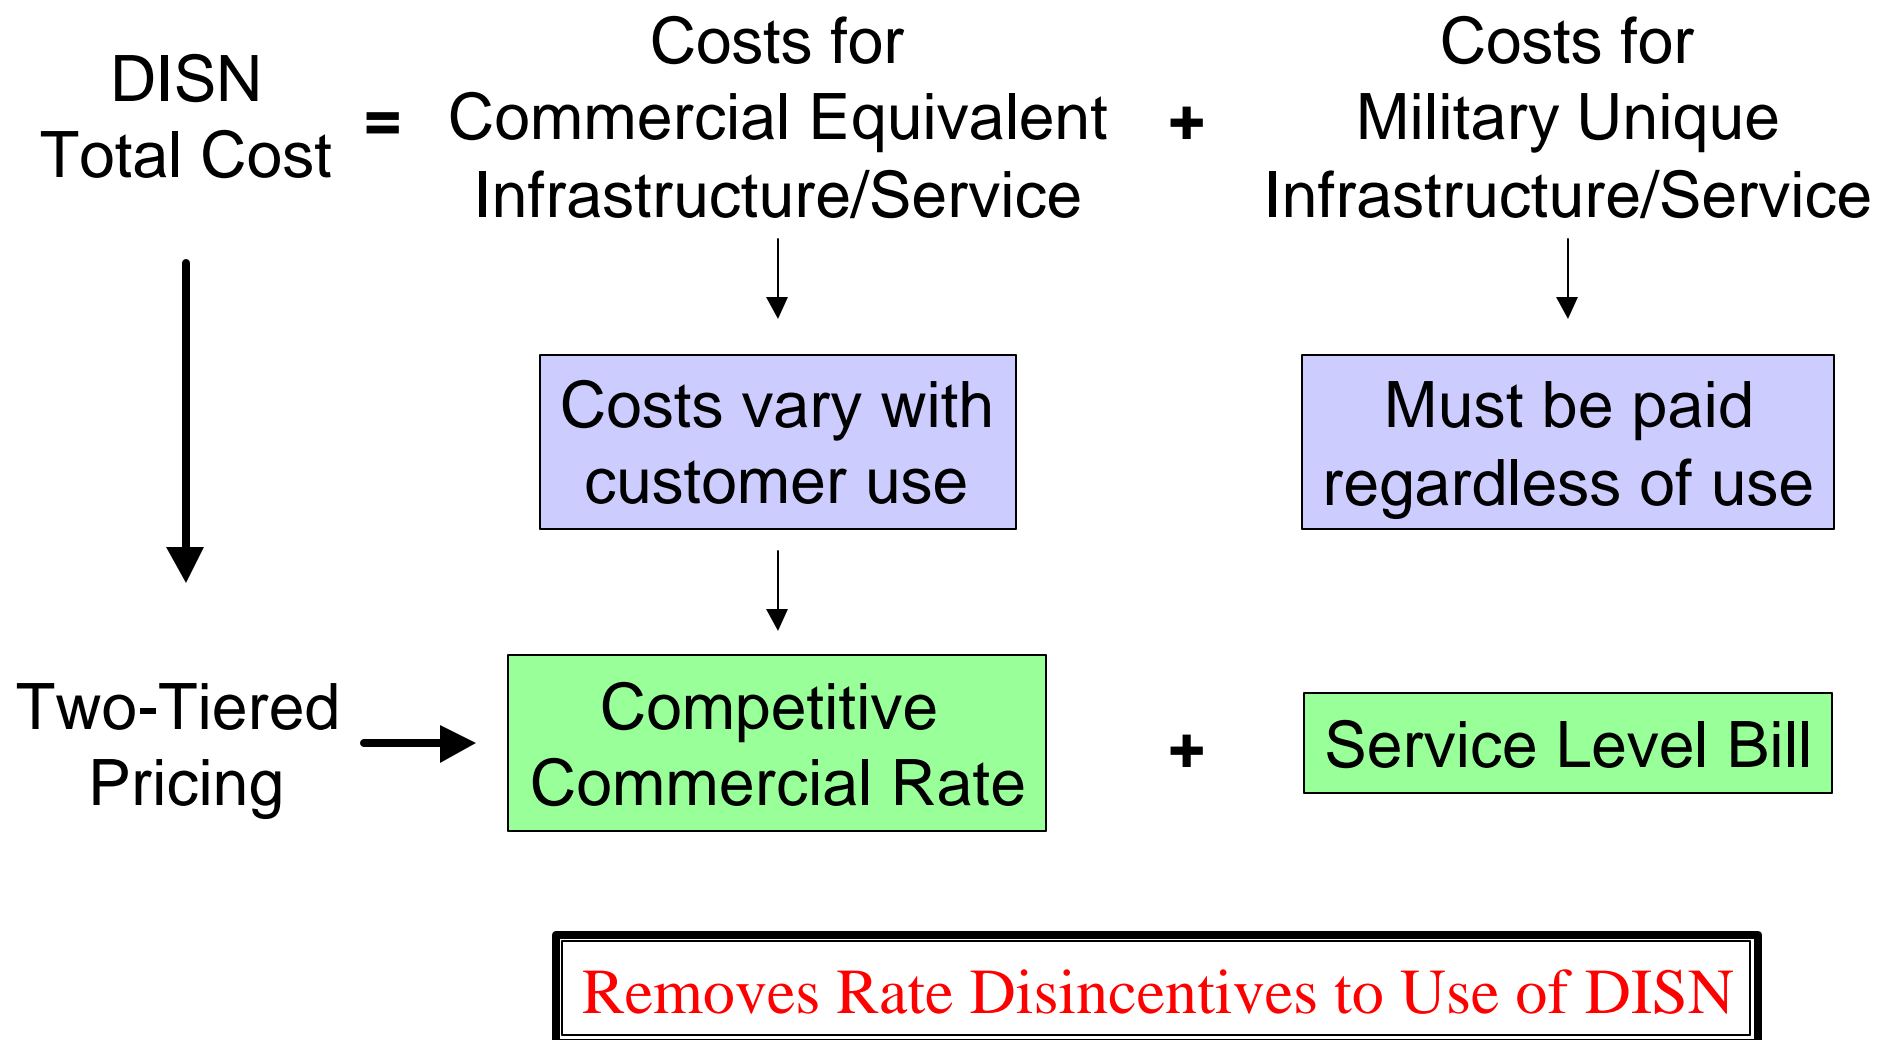 DISN
Total Cost
=
Costs for
Commercial Equivalent
Infrastructure/Service
+
Costs for
Military Unique
Infrastructure/Service
Costs vary with
customer use
Must be paid
regardless of use
Two-Tiered
Pricing
Competitive
Commercial Rate
+
Service Level Bill
Removes Rate Disincentives to Use of DISN